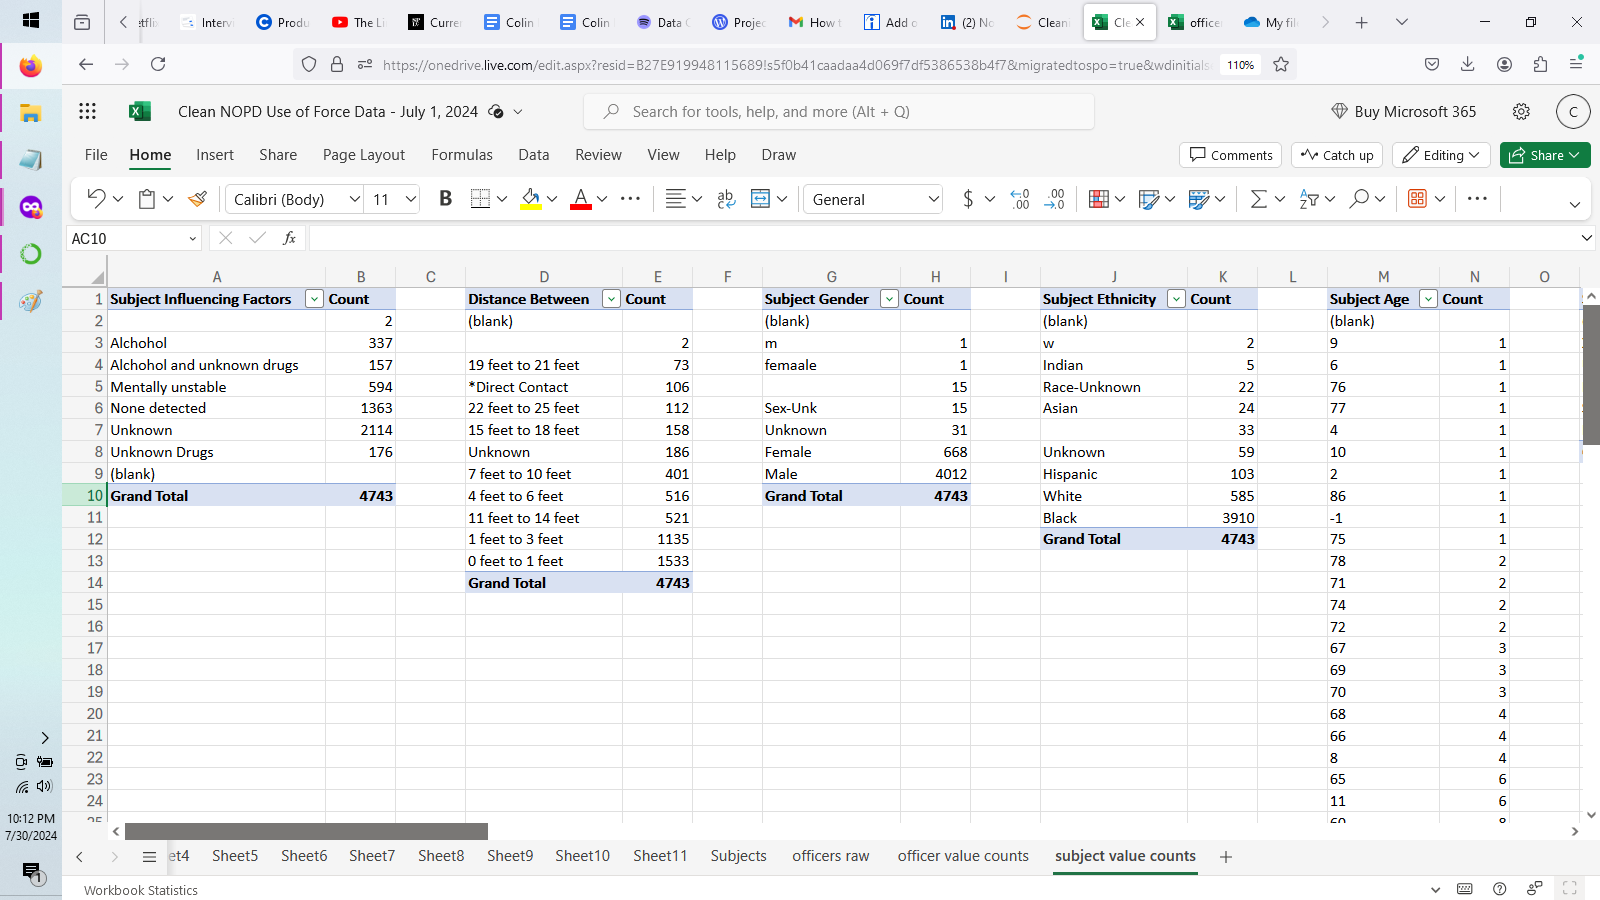 etfli Intervi Produ The Li Curre Colin Colin Data C Projec How t Add o (2) No Clean Cle office My fil
https://onedrive.live.com/edit.aspx?resid=B27E919948115689!s5f0b41caadaa4d069f7df5386538b4f7&migratedtospo=true&wdinitials 110%
Clean NOPD Use of Force Data - July 1, 2024 Search for tools, help, and more (Alt + Q) Buy Microsoft 365 C
File Home Insert Share Page Layout Formulas Data Review View Help Draw Comments Catch up Editing Share
Calibri (Body) 11 B A ab General $
AC10 fx
A B C D E F G H I J K L M N O
1 Subject Influencing Factors Count Distance Between Count Subject Gender Count Subject Ethnicity Count Subject Age Count
2 2 (blank) (blank) (blank) (blank)
3 Alchohol 337 2 m 1 w 2 9 1
4 Alchohol and unknown drugs 157 19 feet to 21 feet 73 femaale 1 Indian 5 6 1
5 Mentally unstable 594 *Direct Contact 106 15 Race-Unknown 22 76 1
6 None detected 1363 22 feet to 25 feet 112 Sex-Unk 15 Asian 24 77 1
7 Unknown 2114 15 feet to 18 feet 158 Unknown 31 33 4 1
8 Unknown Drugs 176 Unknown 186 Female 668 Unknown 59 10 1
9 (blank) 7 feet to 10 feet 401 Male 4012 Hispanic 103 2 1
10 Grand Total 4743 4 feet to 6 feet 516 Grand Total 4743 White 585 86 1
11 11 feet to 14 feet 521 Black 3910 -1 1
12 1 feet to 3 feet 1135 Grand Total 4743 75 1
13 0 feet to 1 feet 1533 78 2
14 Grand Total 4743 71 2
15 74 2
16 72 2
17 67 3
18 69 3
19 70 3
20 68 4
21 66 4
22 8 4
23 65 6
24 11 6
25 60 8
et4 Sheet5 Sheet6 Sheet7 Sheet8 Sheet9 Sheet10 Sheet11 Subjects officers raw officer value counts subject value counts
Workbook Statistics
10:12 PM
7/30/2024
1